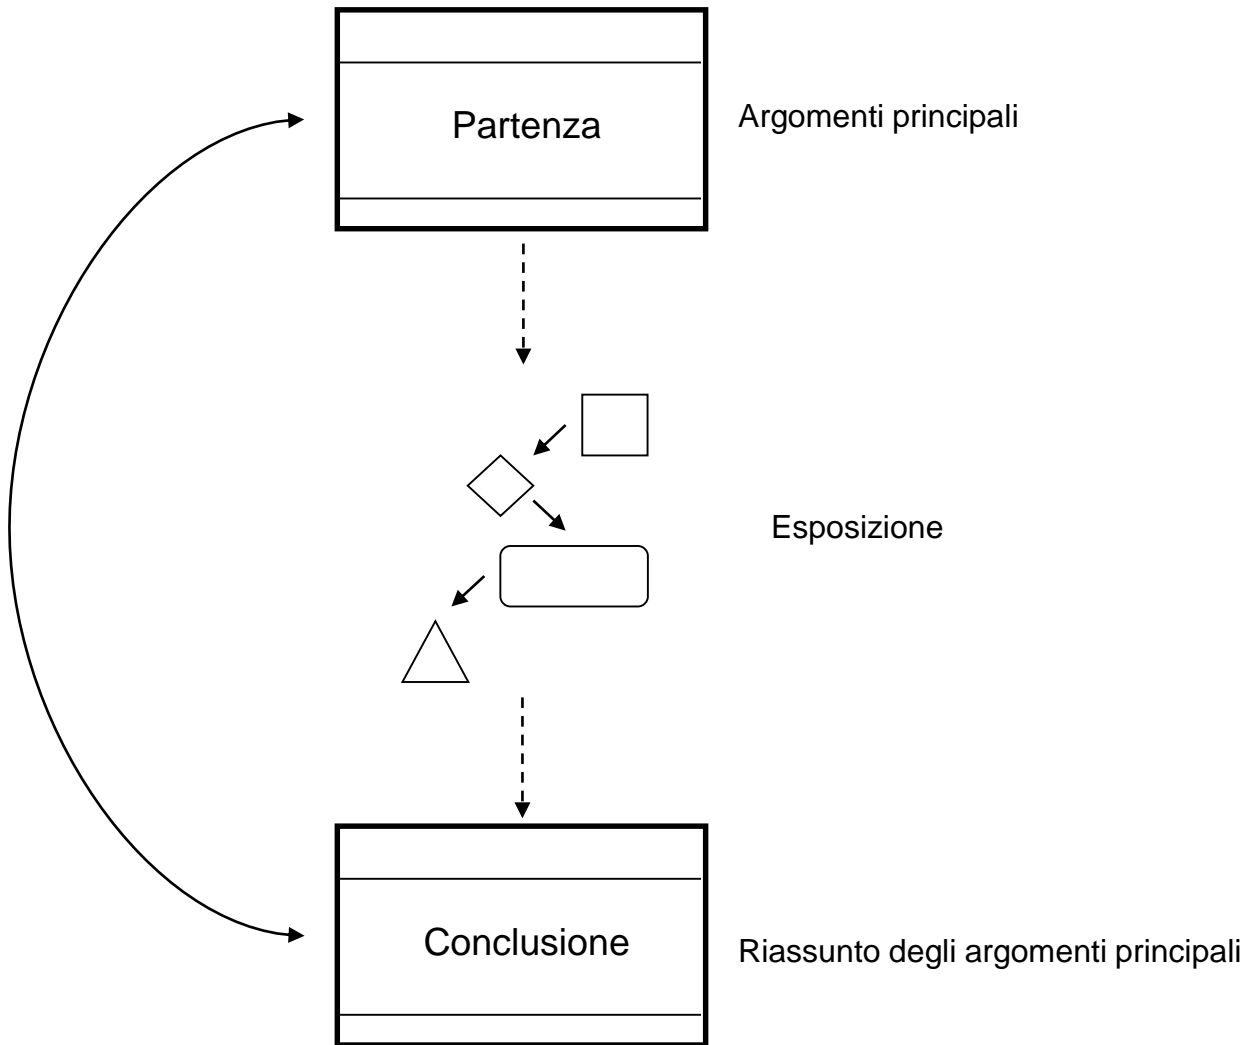 Partenza
Argomenti principali
Esposizione
Conclusione
Riassunto degli argomenti principali